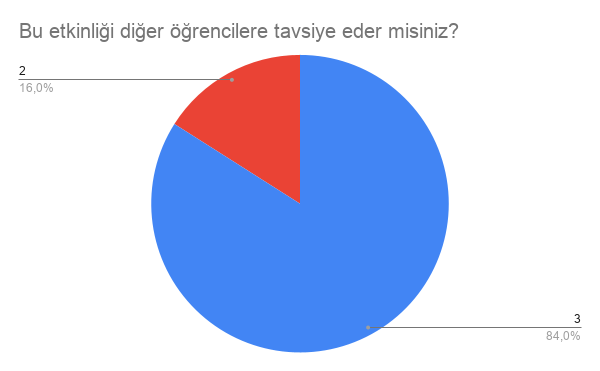 Bu etkinliği diğer öğrencilere tavsiye eder misiniz?
2
16,0%
3
84,0%